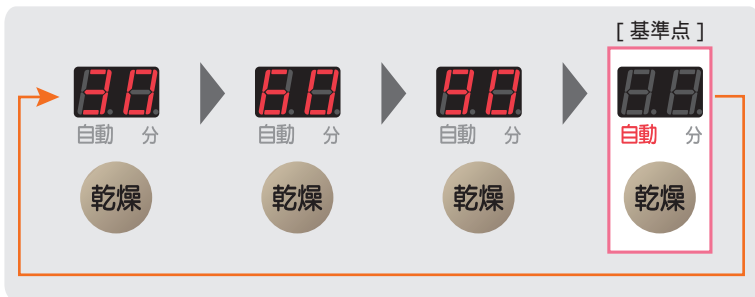 [ 基準点 ]
30 60 90
自動 分 自動 分 自動 分 自動 分
乾燥 乾燥 乾燥 乾燥